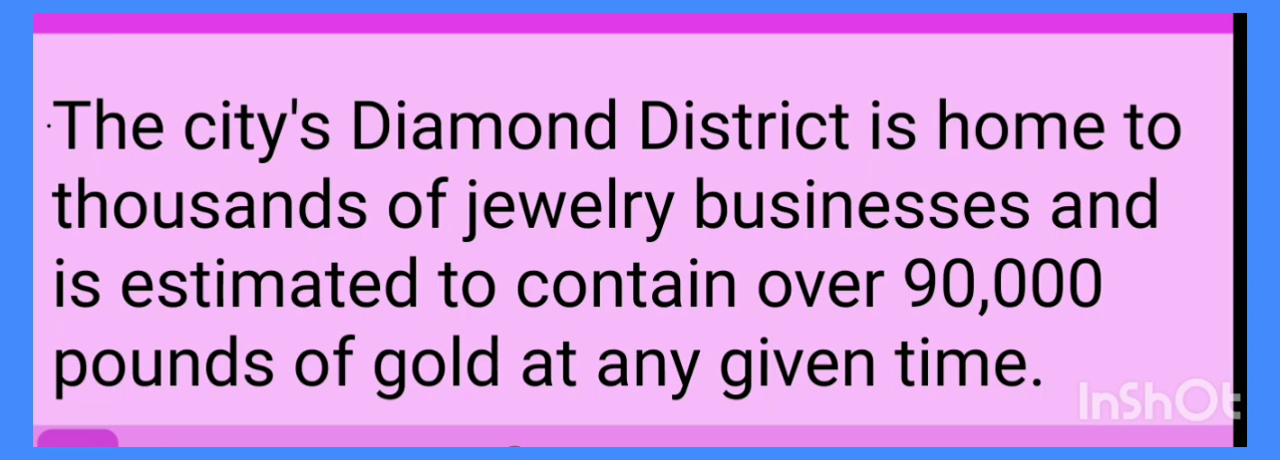 ·The city's Diamond District is home to
thousands of jewelry businesses and
is estimated to contain over 90,000
pounds of gold at any given time.
InShOt